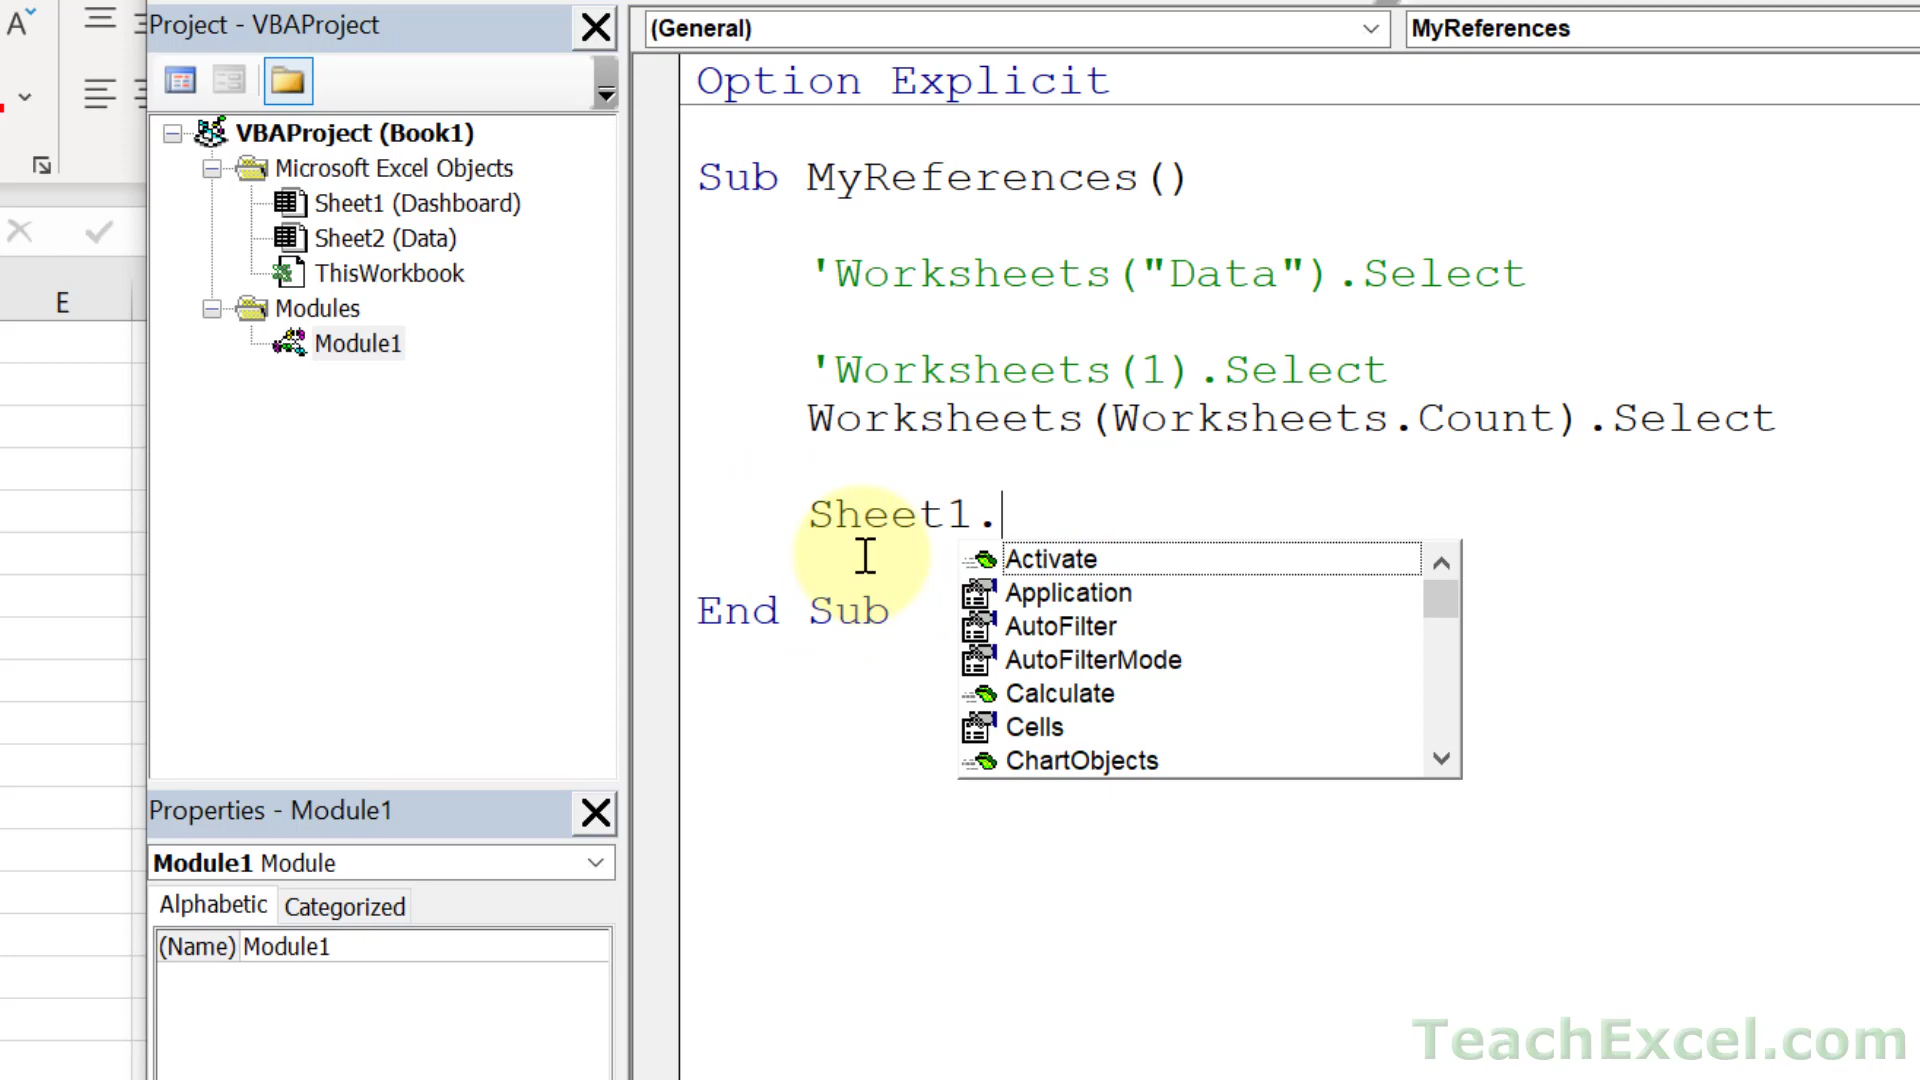 A
E
Project - VBAProject
VBAProject (Book1)
Microsoft Excel Objects
Sheet1 (Dashboard)
Sheet2 (Data)
ThisWorkbook
Modules
Module1
Properties - Module1
Module1 Module
Alphabetic Categorized
(Name) Module1
(General) MyReferences
Option Explicit
Sub MyReferences()
'Worksheets("Data").Select
'Worksheets(1).Select
Worksheets(Worksheets.Count).Select
Sheet1.
Activate
Application
AutoFilter
AutoFilterMode
Calculate
Cells
ChartObjects
End Sub
TeachExcel.com